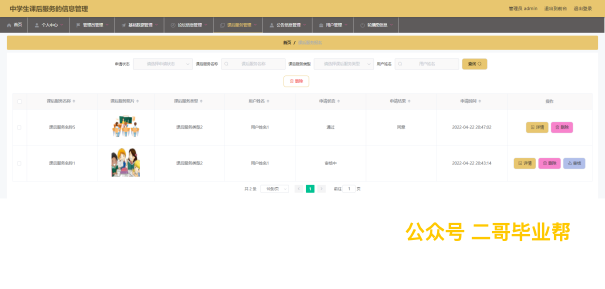 中学生课后服务的信息管理
管理员 admin 退出到前台 退出登录
首页 个人中心 管理员管理 基础数据管理 论坛信息管理 课后服务管理 公告信息管理 用户管理 轮播图信息
首页 /
申请状态 课后服务名称 课后服务类型 用户姓名 用户姓名 查询
删除
课后服务名称 课后服务图片 课后服务类型 用户姓名 申请状态 申请结果 申请时间 操作
课后服务名称5 课后服务类型2 用户姓名3 通过 同意 2022-04-22 20:47:02 详情 删除
课后服务名称1 课后服务类型2 用户姓名1 审核中 2022-04-22 20:43:14 详情 删除 审核
共 2 条 10条/页 1 前往 1 页
公众号 二哥毕业帮